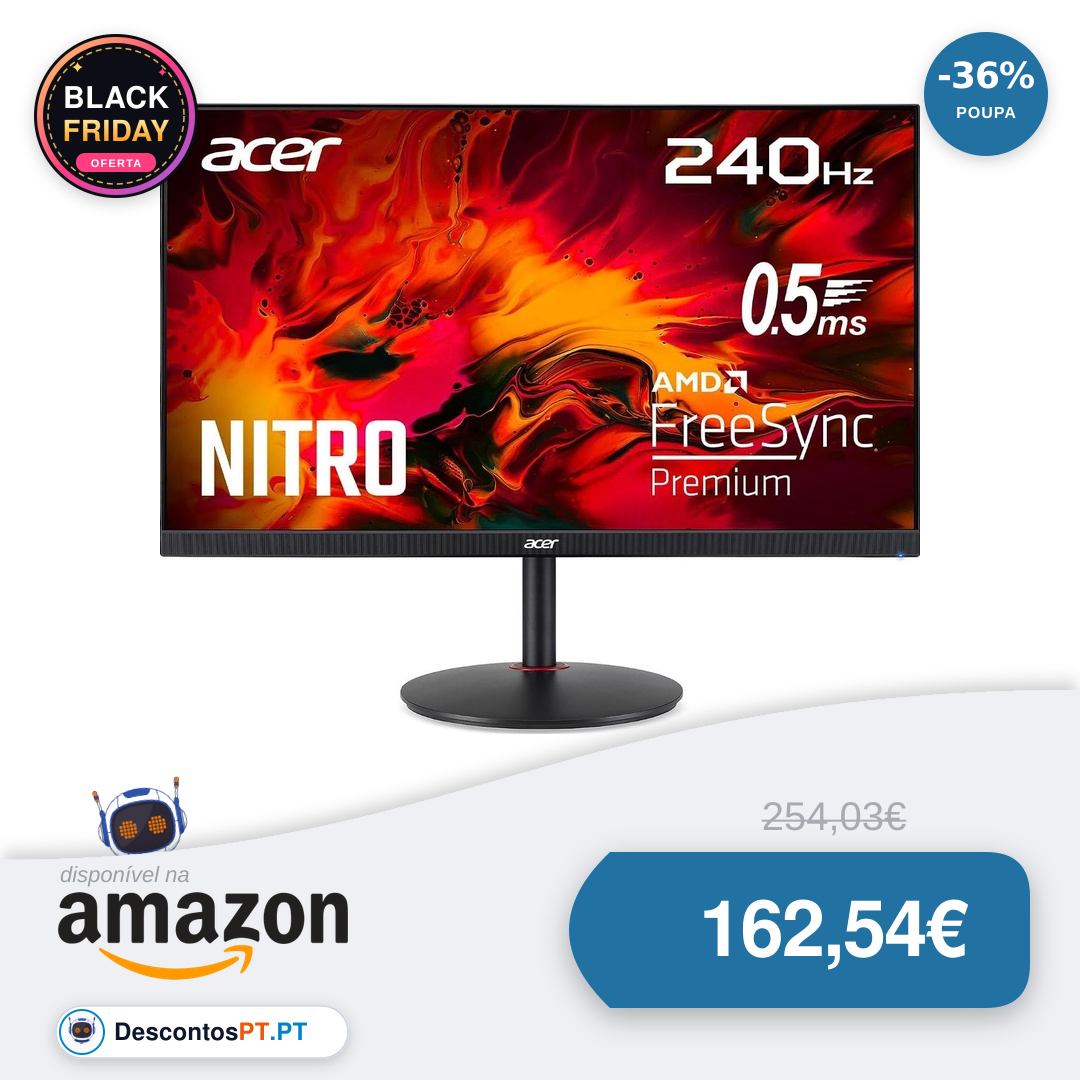 BLACK
FRIDAY
OFERTA
-36%
POUPA
acer
240Hz
0.5ms
AMD
FreeSync
Premium
NITRO
acer
254,03€
disponível na
amazon
162,54€
DescontosPT.PT